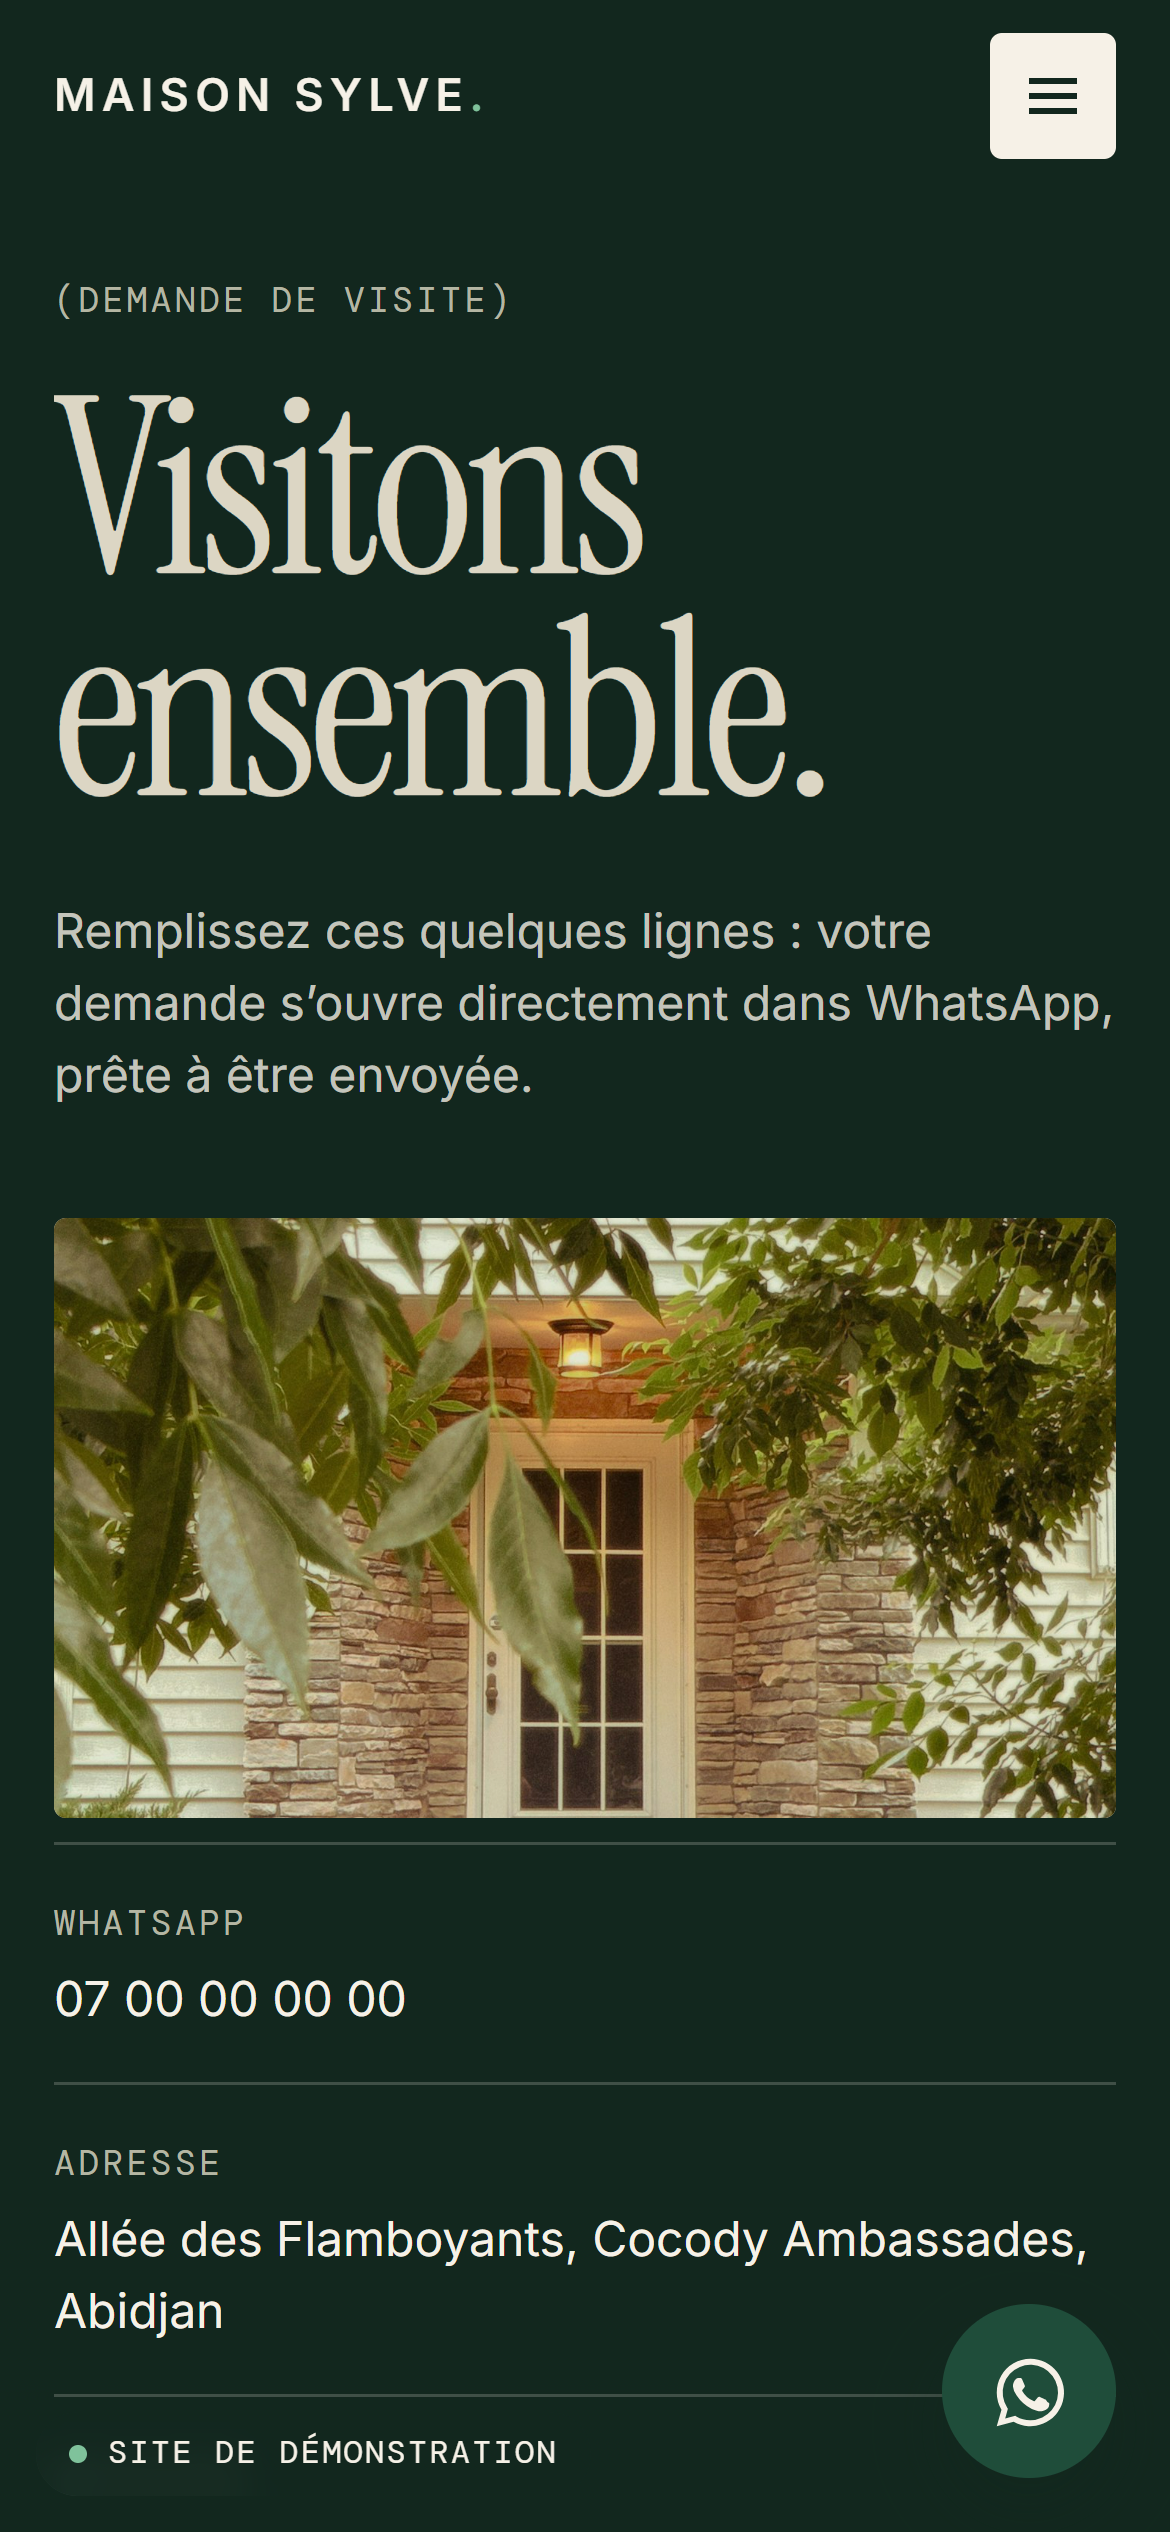 MAISON SYLVE.
(DEMANDE DE VISITE)
Visitons
ensemble.
Remplissez ces quelques lignes : votre
demande s’ouvre directement dans WhatsApp,
prête à être envoyée.
WHATSAPP
07 00 00 00 00
ADRESSE
Allée des Flamboyants, Cocody Ambassades,
Abidjan
SITE DE DÉMONSTRATION